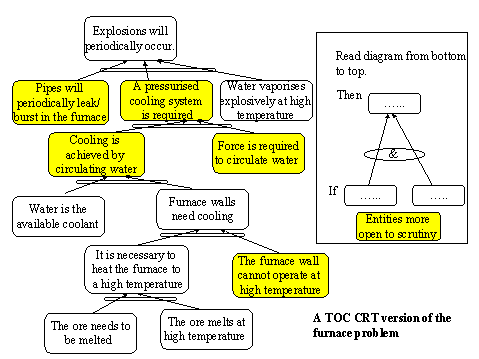 Explosions will
periodically occur.
Pipes will
periodically leak/
burst in the furnace
A pressurised
cooling system
is required
Water vaporises
explosively at high
temperature
Cooling is
achieved by
circulating water
Force is required
to circulate water
Water is the
available coolant
Furnace walls
need cooling
It is necessary to
heat the furnace to
a high temperature
The furnace wall
cannot operate at
high temperature
The ore needs to
be melted
The ore melts at
high temperature
Read diagram from bottom
to top.
Then
......
&
If
......
.....
Entities more
open to scrutiny
A TOC CRT version of the
furnace problem